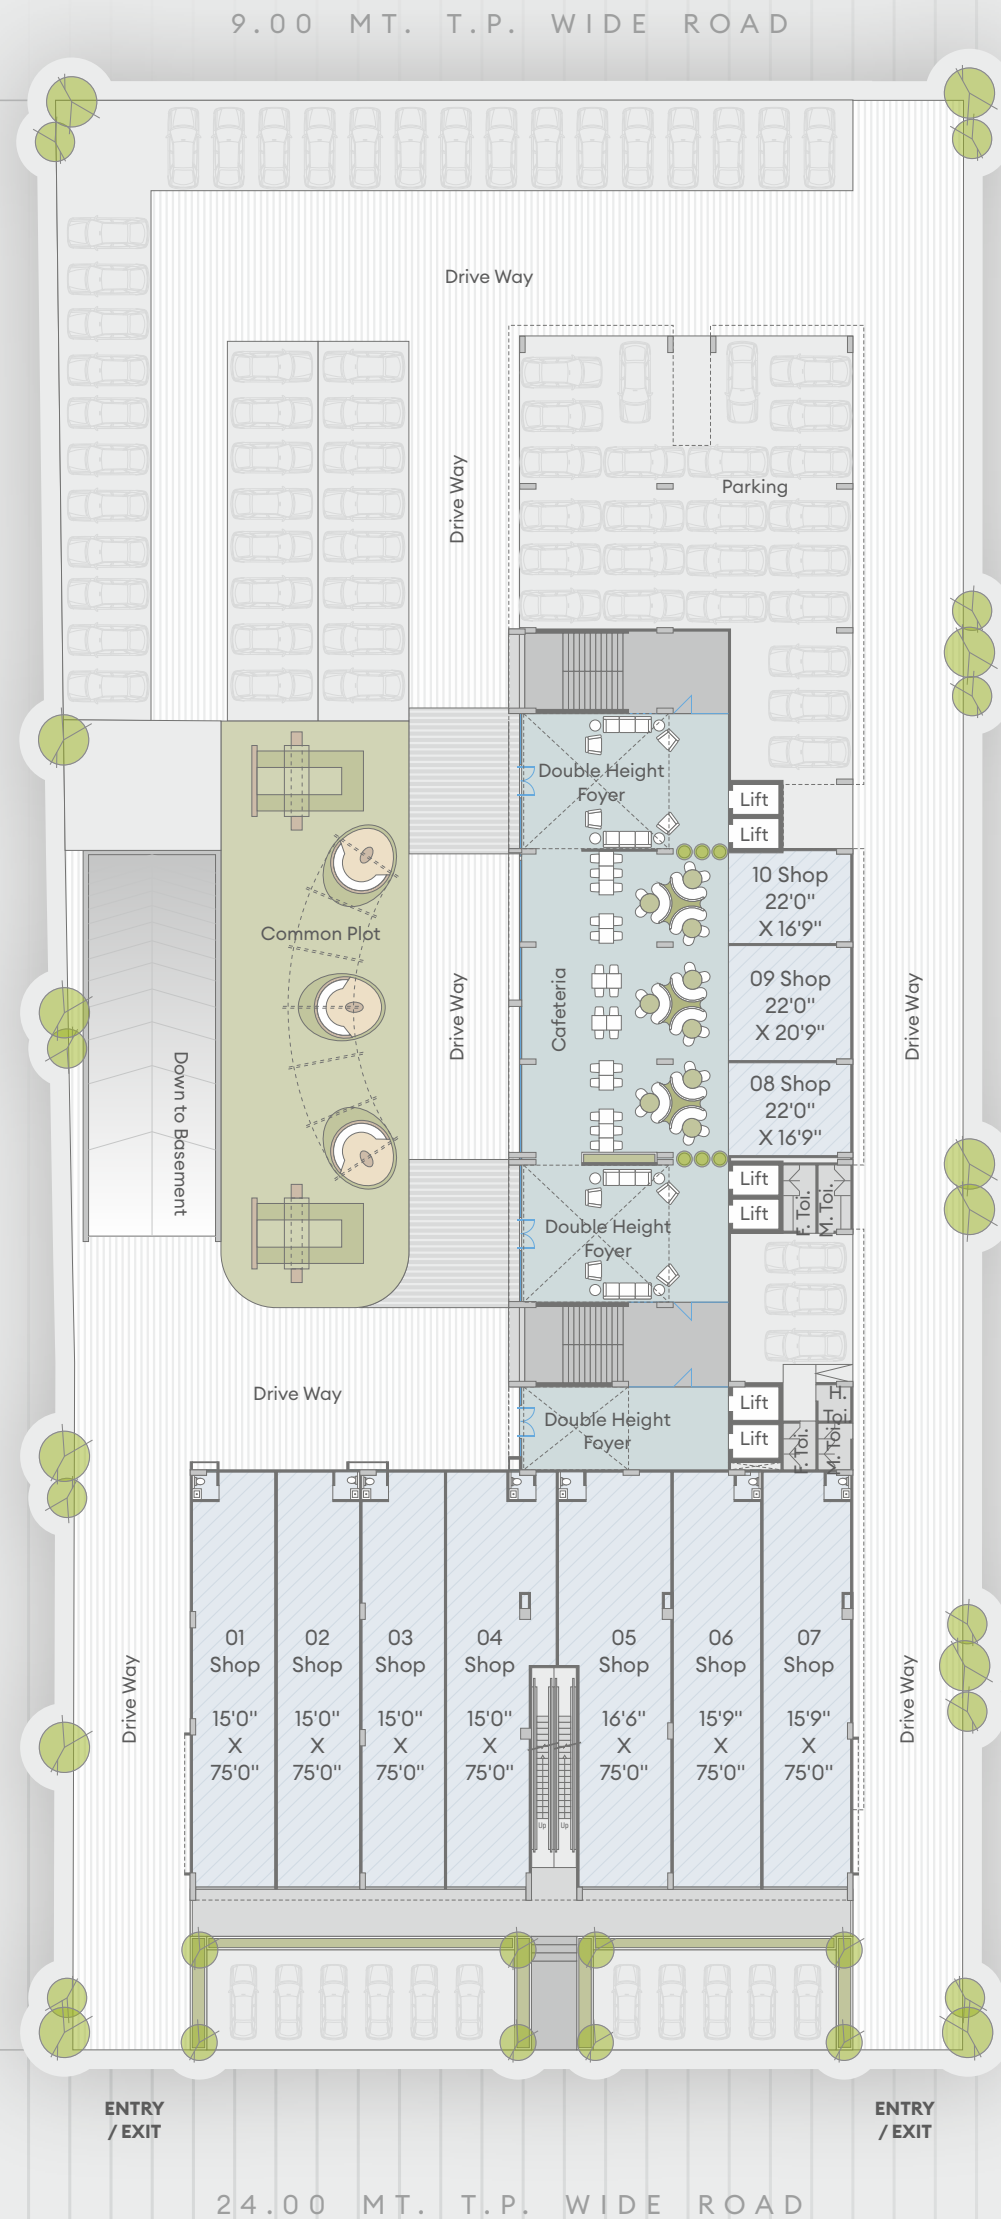 9.00 MT. T.P. WIDE ROAD
Drive Way
Drive Way
Parking
Double Height
Foyer
Lift
Lift
10 Shop
22'0"
X 16'9"
Common Plot
Drive Way
Cafeteria
09 Shop
22'0"
X 20'9"
Drive Way
08 Shop
22'0"
X 16'9"
Down to Basement
Lift
Lift
F. Toi.
M. Toi.
Double Height
Foyer
Drive Way
Double Height
Foyer
Lift
Lift
F. Toi.
M. Toi.
H.
01
Shop
15'0"
X
75'0"
02
Shop
15'0"
X
75'0"
03
Shop
15'0"
X
75'0"
04
Shop
15'0"
X
75'0"
05
Shop
16'6"
X
75'0"
06
Shop
15'9"
X
75'0"
07
Shop
15'9"
X
75'0"
Up
Up
Drive Way
Drive Way
ENTRY
/ EXIT
ENTRY
/ EXIT
24.00 MT. T.P. WIDE ROAD